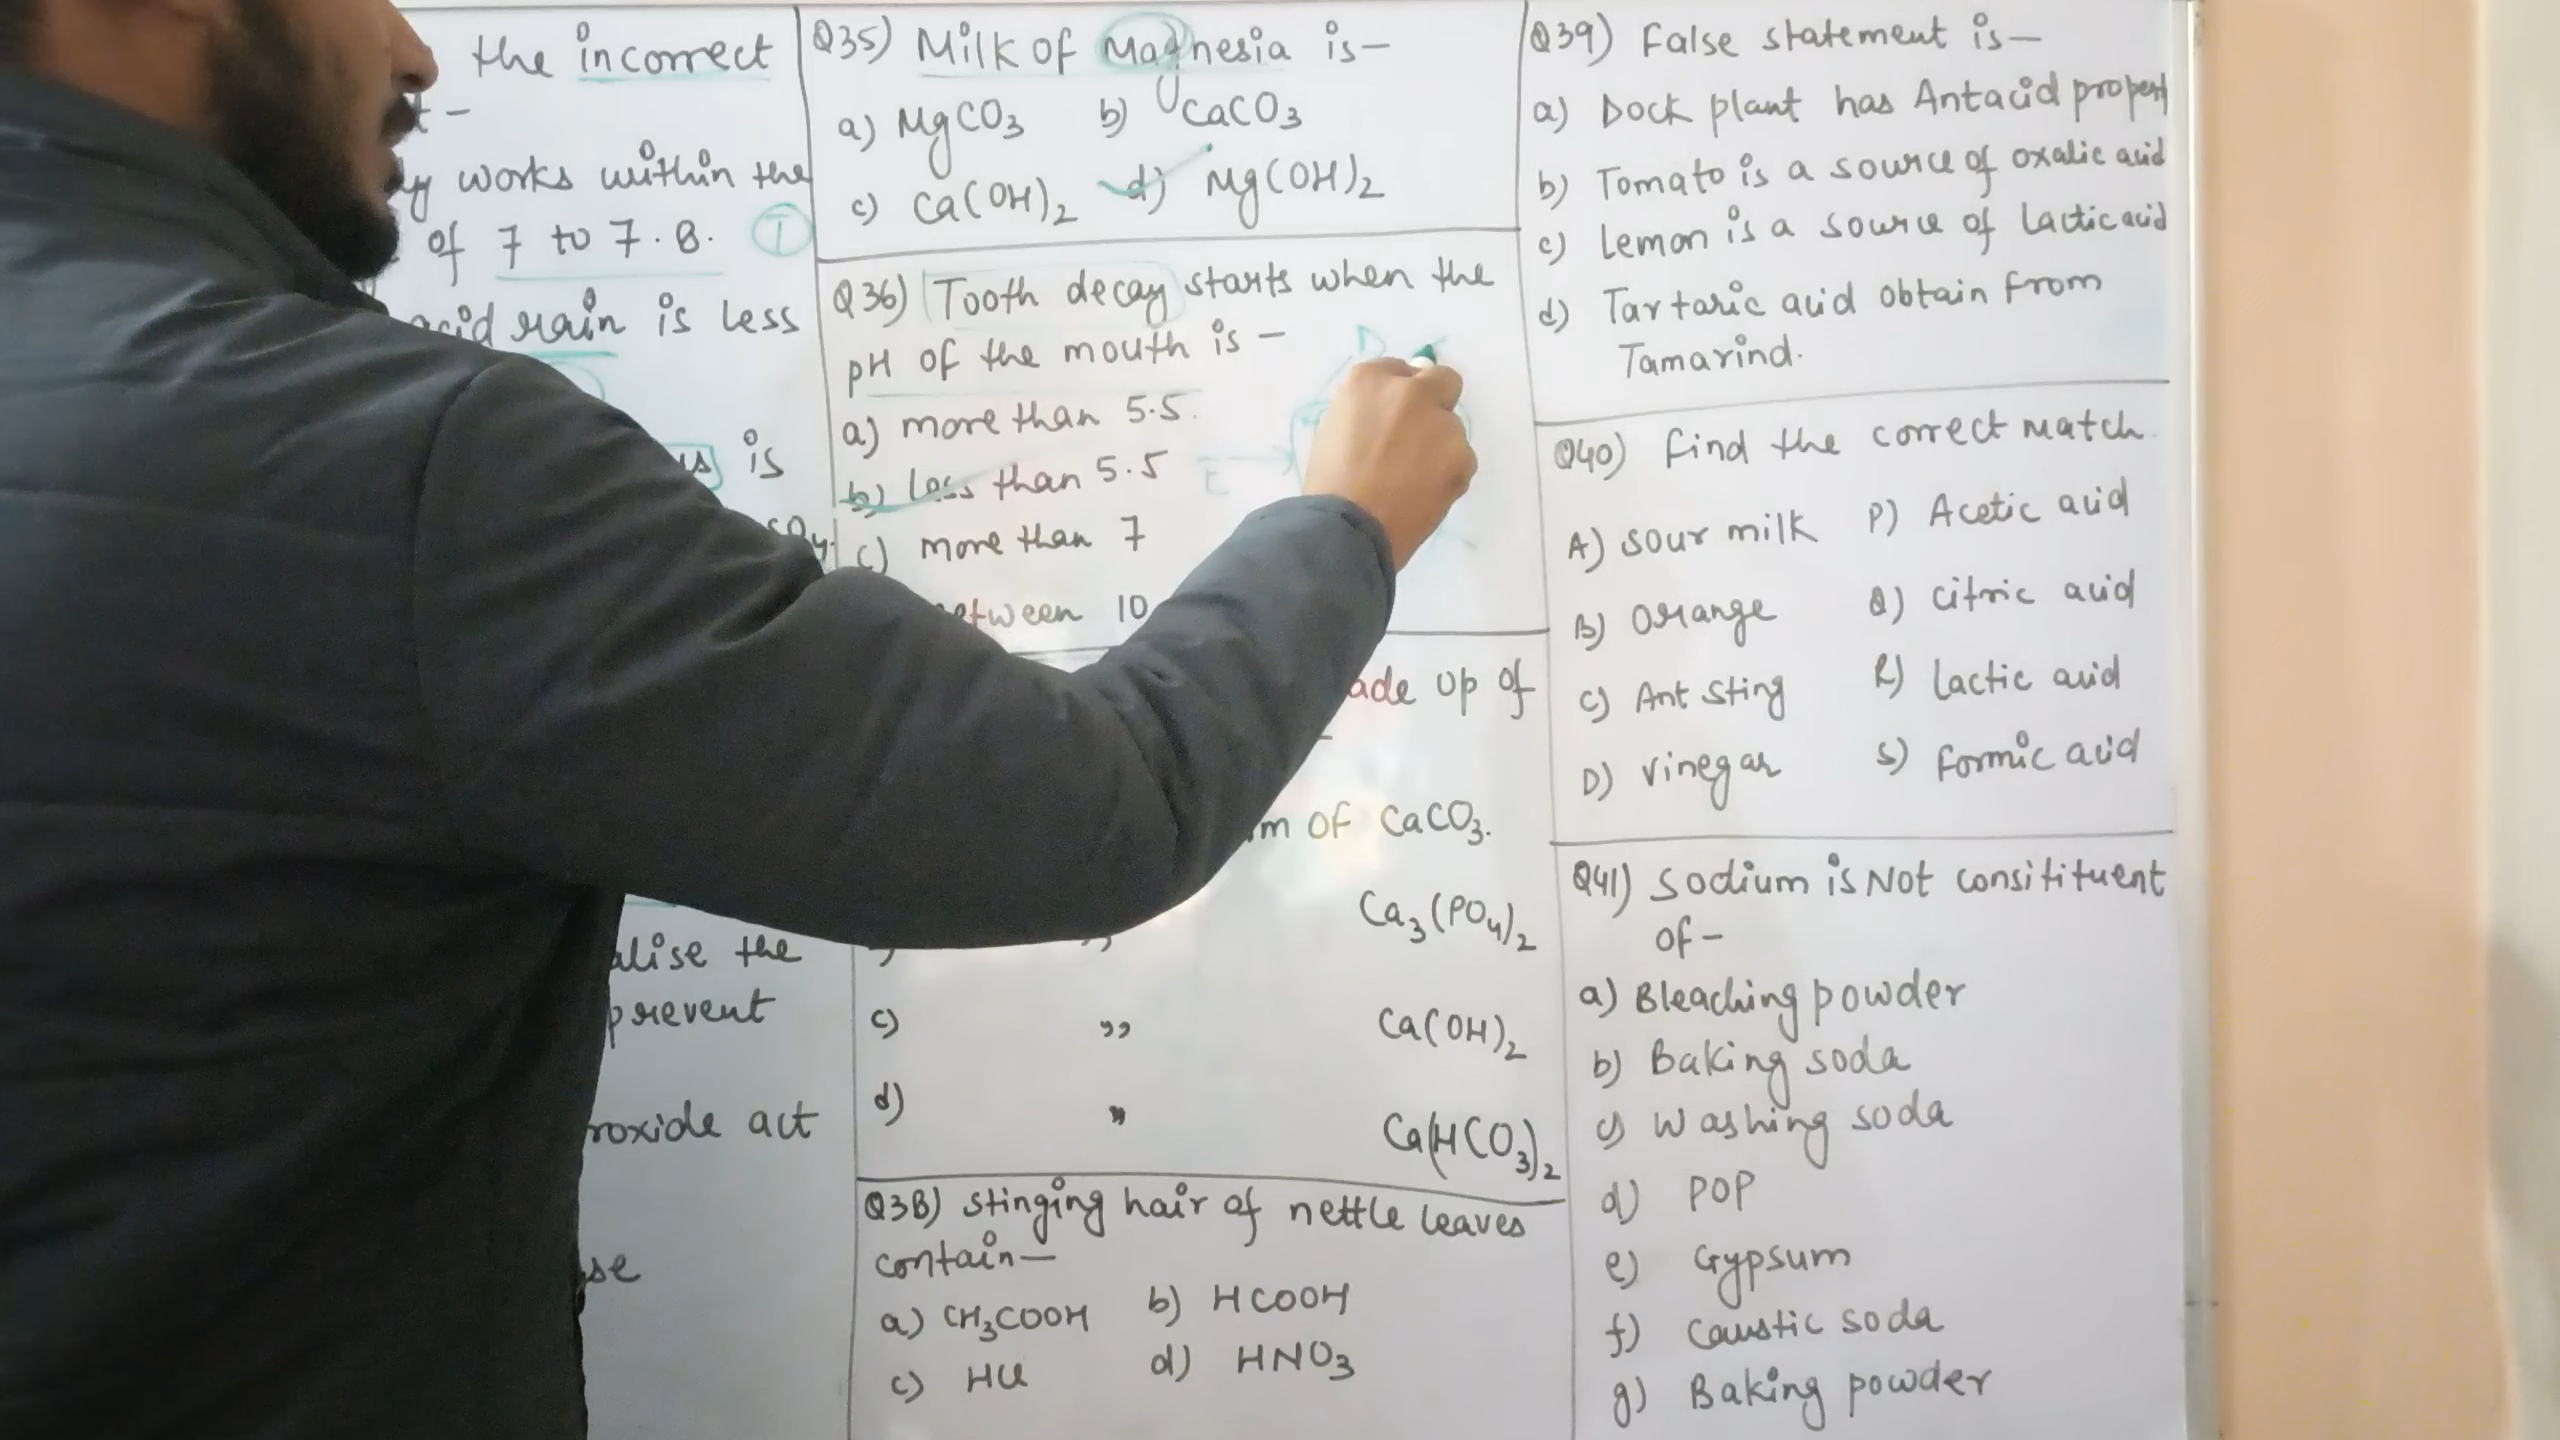 the incorrect
works within the
of 7 to 7.8. T
acid rain is less
is
alise the
prevent
roxide act
se
Q35) Milk of Magnesia is—
a) MgCO3 b) CaCO3
c) Ca(OH)2 d) Mg(OH)2
Q36) Tooth decay starts when the
pH of the mouth is —
a) more than 5.5.
b) Less than 5.5 E
D
c) more than 7
etween 10
ade up of
m of CaCO3.
Ca3(PO4)2
c) ,, Ca(OH)2
d) ,, Ca(HCO3)2
Q38) stinging hair of nettle leaves
contain—
a) CH3COOH b) HCOOH
c) HCl d) HNO3
Q39) False statement is—
a) Dock plant has Antacid propert
b) Tomato is a source of oxalic acid
c) Lemon is a source of Lactic acid
d) Tartaric acid obtain from
Tamarind.
Q40) find the correct match.
A) sour milk P) Acetic acid
B) Orange Q) citric acid
C) Ant sting R) Lactic acid
D) vinegar S) formic acid
Q41) Sodium is Not consitituent
of —
a) Bleaching powder
b) Baking soda
c) Washing soda
d) POP
e) Gypsum
f) caustic soda
g) Baking powder